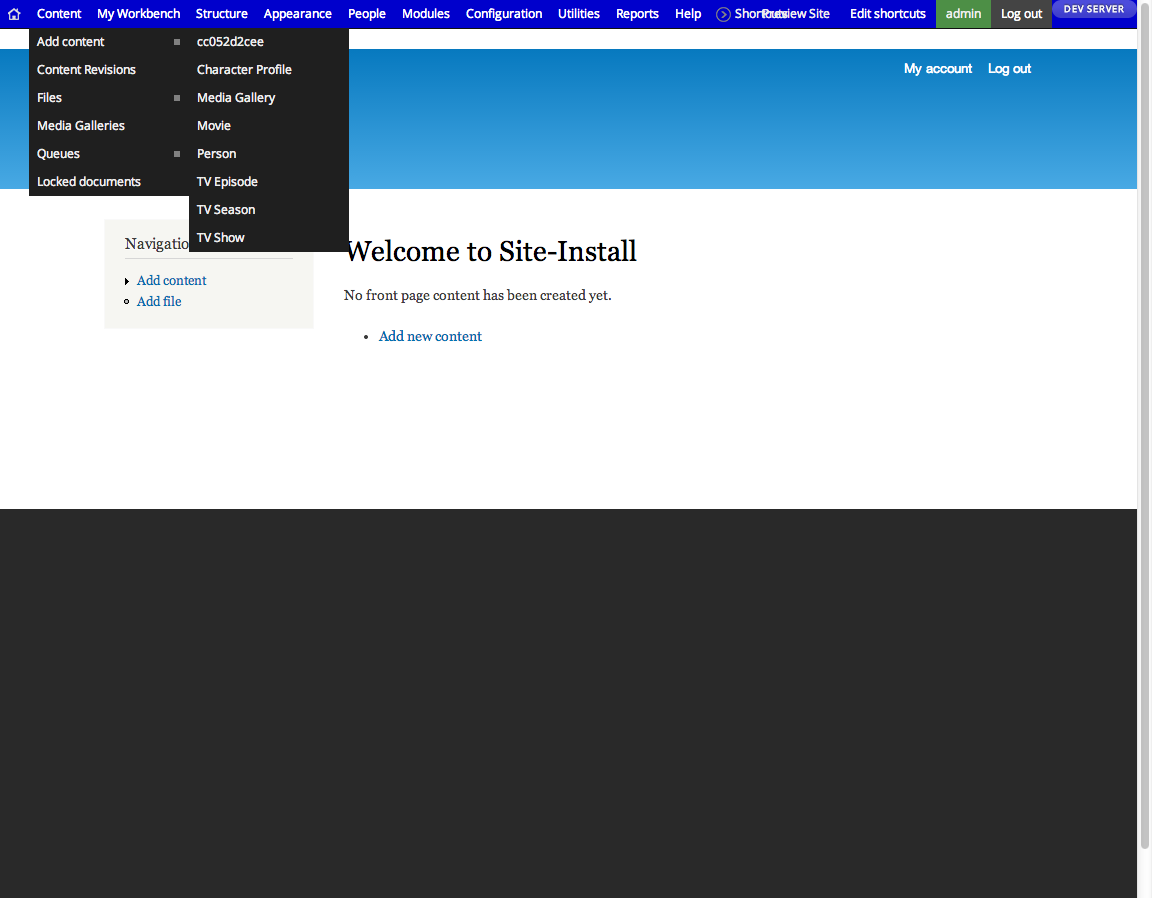 Content My Workbench Structure Appearance People Modules Configuration Utilities Reports Help Shortcuts Preview Site Edit shortcuts admin Log out DEV SERVER
Add content cc052d2cee
Content Revisions Character Profile
Files Media Gallery
Media Galleries Movie
Queues Person
Locked documents TV Episode
TV Season
TV Show
My account Log out
Navigatio
Add content
Add file
Welcome to Site-Install
No front page content has been created yet.
Add new content